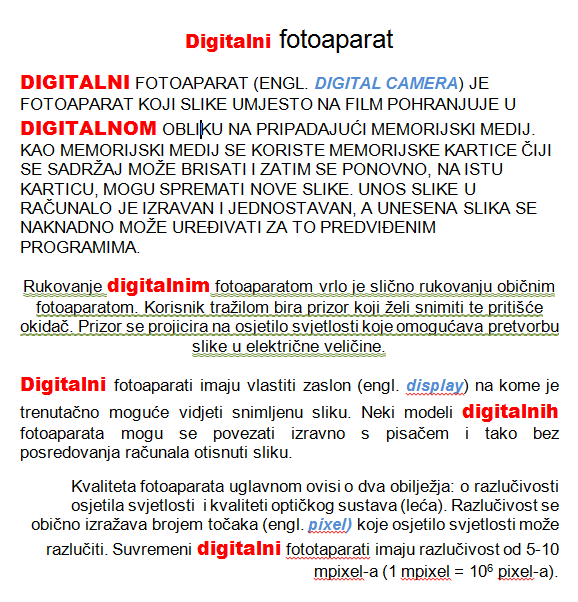 Digitalni fotoaparat
DIGITALNI FOTOAPARAT (ENGL. DIGITAL CAMERA) JE
FOTOAPARAT KOJI SLIKE UMJESTO NA FILM POHRANJUJE U
DIGITALNOM OBLIKU NA PRIPADAJUĆI MEMORIJSKI MEDIJ.
KAO MEMORIJSKI MEDIJ SE KORISTE MEMORIJSKE KARTICE ČIJI
SE SADRŽAJ MOŽE BRISATI I ZATIM SE PONOVNO, NA ISTU
KARTICU, MOGU SPREMATI NOVE SLIKE. UNOS SLIKE U
RAČUNALO JE IZRAVAN I JEDNOSTAVAN, A UNESENA SLIKA SE
NAKNADNO MOŽE UREĐIVATI ZA TO PREDVIĐENIM
PROGRAMIMA.
Rukovanje digitalnim fotoaparatom vrlo je slično rukovanju običnim
fotoaparatom. Korisnik tražilom bira prizor koji želi snimiti te pritišće
okidač. Prizor se projicira na osjetilo svjetlosti koje omogućava pretvorbu
slike u električne veličine.
Digitalni fotoaparati imaju vlastiti zaslon (engl. display) na kome je
trenutačno moguće vidjeti snimljenu sliku. Neki modeli digitalnih
fotoaparata mogu se povezati izravno s pisačem i tako bez
posredovanja računala otisnuti sliku.
Kvaliteta fotoaparata uglavnom ovisi o dva obilježja: o razlučivosti
osjetila svjetlosti i kvaliteti optičkog sustava (leća). Razlučivost se
obično izražava brojem točaka (engl. pixel) koje osjetilo svjetlosti može
razlučiti. Suvremeni digitalni fototaparati imaju razlučivost od 5-10
mpixel-a (1 mpixel = 10⁶ pixel-a).